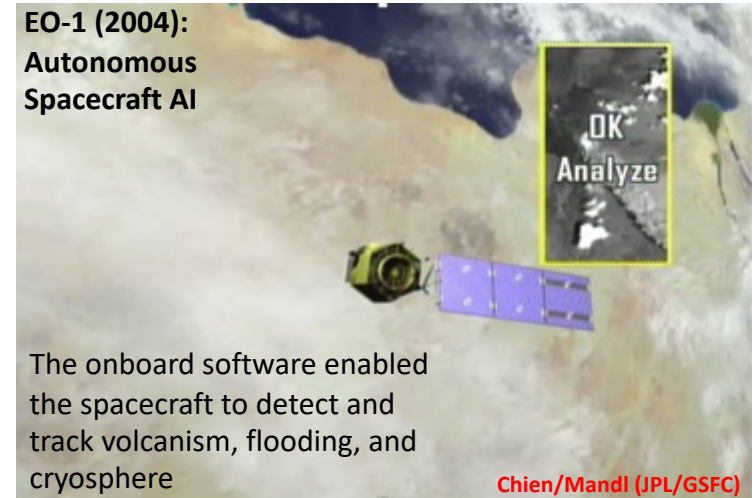 EO-1 (2004):
Autonomous
Spacecraft AI
OK
Analyze
The onboard software enabled
the spacecraft to detect and
track volcanism, flooding, and
cryosphere
Chien/Mandl (JPL/GSFC)